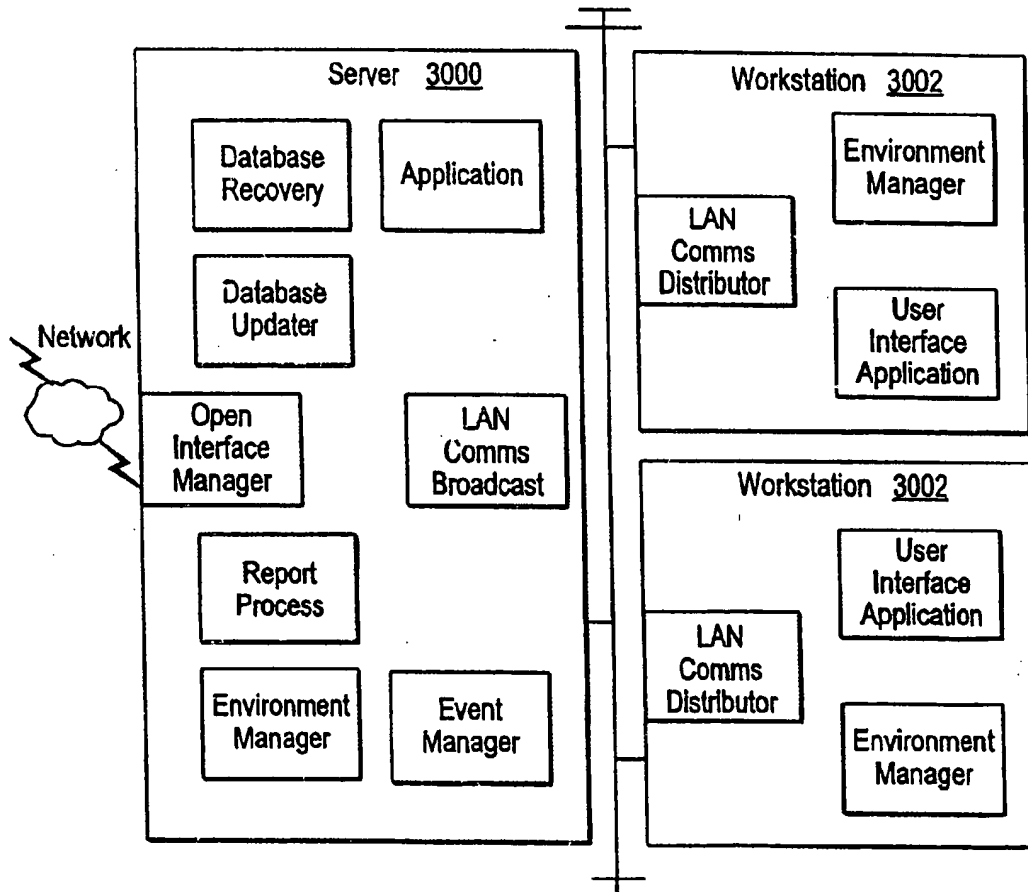 Server 3000
Database
Recovery
Application
Database
Updater
Network
Open
Interface
Manager
LAN
Comms
Broadcast
Report
Process
Environment
Manager
Event
Manager
Workstation 3002
Environment
Manager
LAN
Comms
Distributor
User
Interface
Application
Workstation 3002
User
Interface
Application
LAN
Comms
Distributor
Environment
Manager